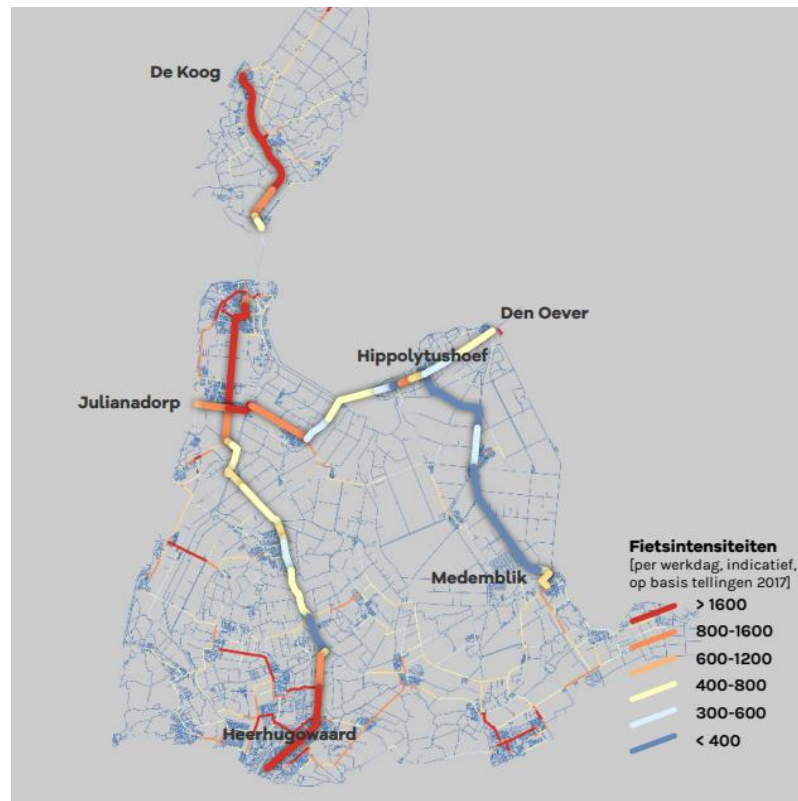 De Koog
Den Oever
Hippolytushoef
Julianadorp
Medemblik
Heerhugowaard
Fietsintensiteiten
[per werkdag, indicatief,
op basis tellingen 2017]
> 1600
800-1600
600-1200
400-800
300-600
< 400